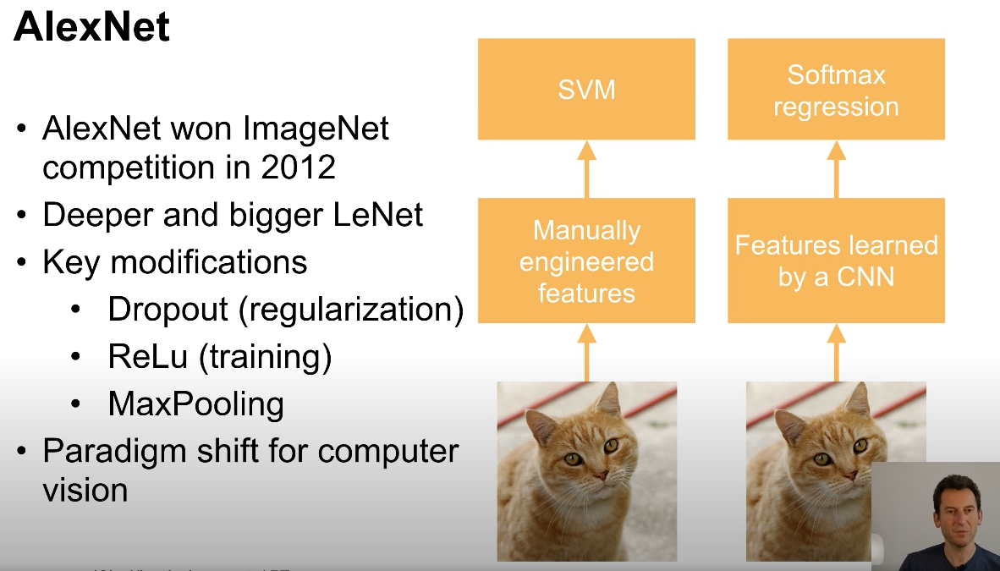 AlexNet
• AlexNet won ImageNet
competition in 2012
• Deeper and bigger LeNet
• Key modifications
• Dropout (regularization)
• ReLu (training)
• MaxPooling
• Paradigm shift for computer
vision
SVM
Manually
engineered
features
Softmax
regression
Features learned
by a CNN